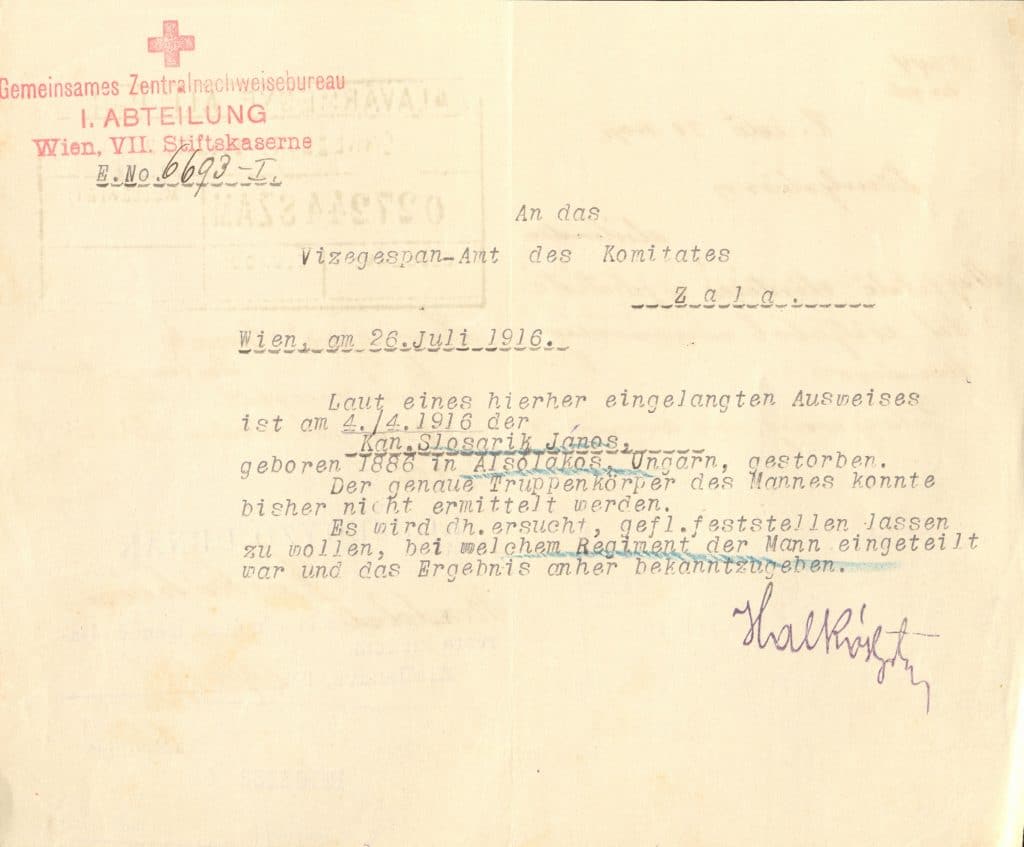 Gemeinsames Zentralnachweisebureau
I. ABTEILUNG
Wien, VII. Stiftskaserne
E.No. 6693-I.
An das
Vizegespan-Amt des Komitates
Zala.
Wien, am 26.Juli 1916.
Laut eines hierher eingelangten Ausweises
ist am 4./4.1916 der
Kan.Slosarik János,
geboren 1886 in Alsolakos, Ungarn, gestorben.
Der genaue Truppenkörper des Mannes konnte
bisher nicht ermittelt werden.
Es wird dh.ersucht, gefl.feststellen lassen
zu wollen, bei welchem Regiment der Mann eingeteilt
war und das Ergebnis anher bekanntzugeben.